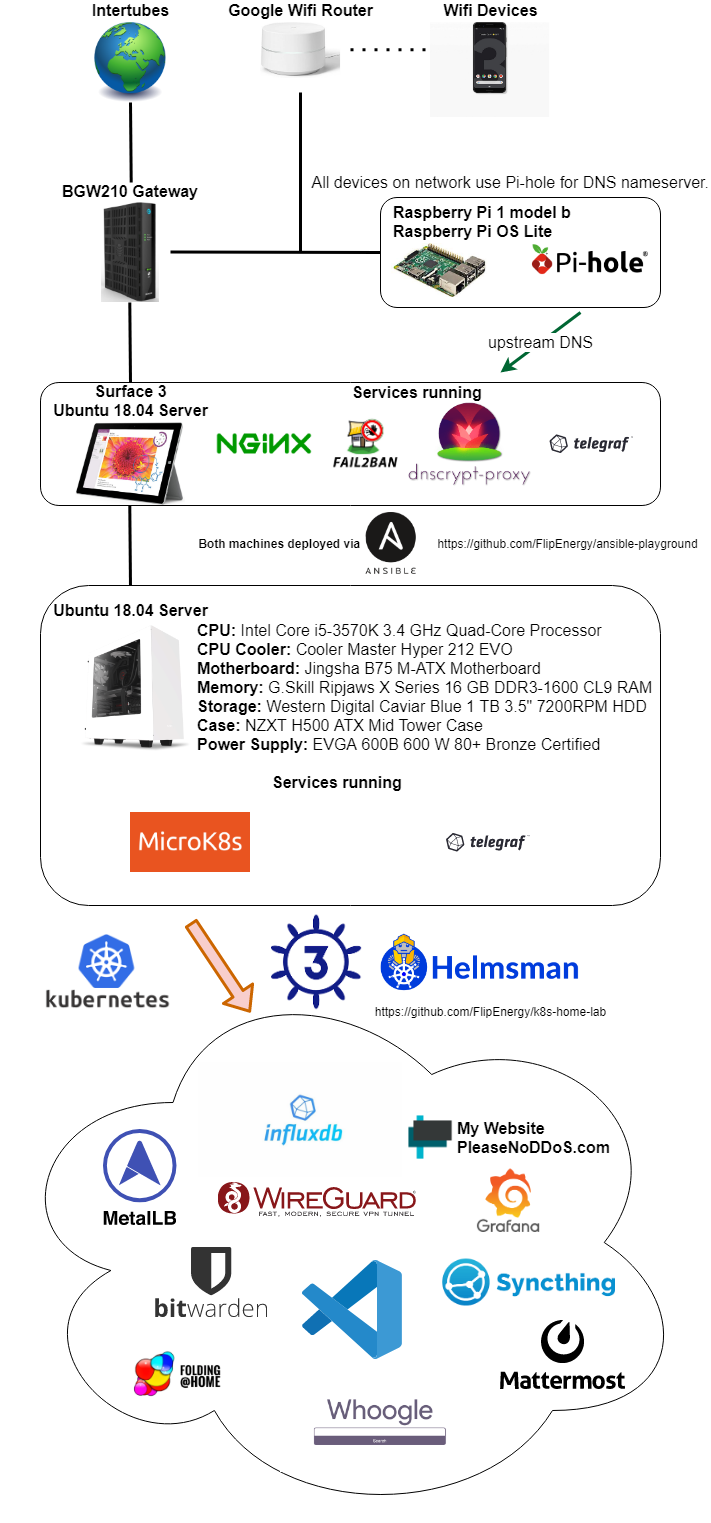 Intertubes
Google Wifi Router
Wifi Devices
BGW210 Gateway
All devices on network use Pi-hole for DNS nameserver.
Raspberry Pi 1 model b
Raspberry Pi OS Lite
Pi-hole®
upstream DNS
Surface 3
Ubuntu 18.04 Server
Services running
NGINX
FAIL2BAN
dnscrypt-proxy
telegraf
Both machines deployed via
ANSIBLE
https://github.com/FlipEnergy/ansible-playground
Ubuntu 18.04 Server
CPU: Intel Core i5-3570K 3.4 GHz Quad-Core Processor
CPU Cooler: Cooler Master Hyper 212 EVO
Motherboard: Jingsha B75 M-ATX Motherboard
Memory: G.Skill Ripjaws X Series 16 GB DDR3-1600 CL9 RAM
Storage: Western Digital Caviar Blue 1 TB 3.5" 7200RPM HDD
Case: NZXT H500 ATX Mid Tower Case
Power Supply: EVGA 600B 600 W 80+ Bronze Certified
Services running
MicroK8s
telegraf
kubernetes
3
Helmsman
https://github.com/FlipEnergy/k8s-home-lab
influxdb
My Website
PleaseNoDDoS.com
MetalLB
WIREGUARD
FAST, MODERN, SECURE VPN TUNNEL
Grafana
bitwarden
Syncthing
FOLDING
@HOME
Mattermost
Whoogle
Search